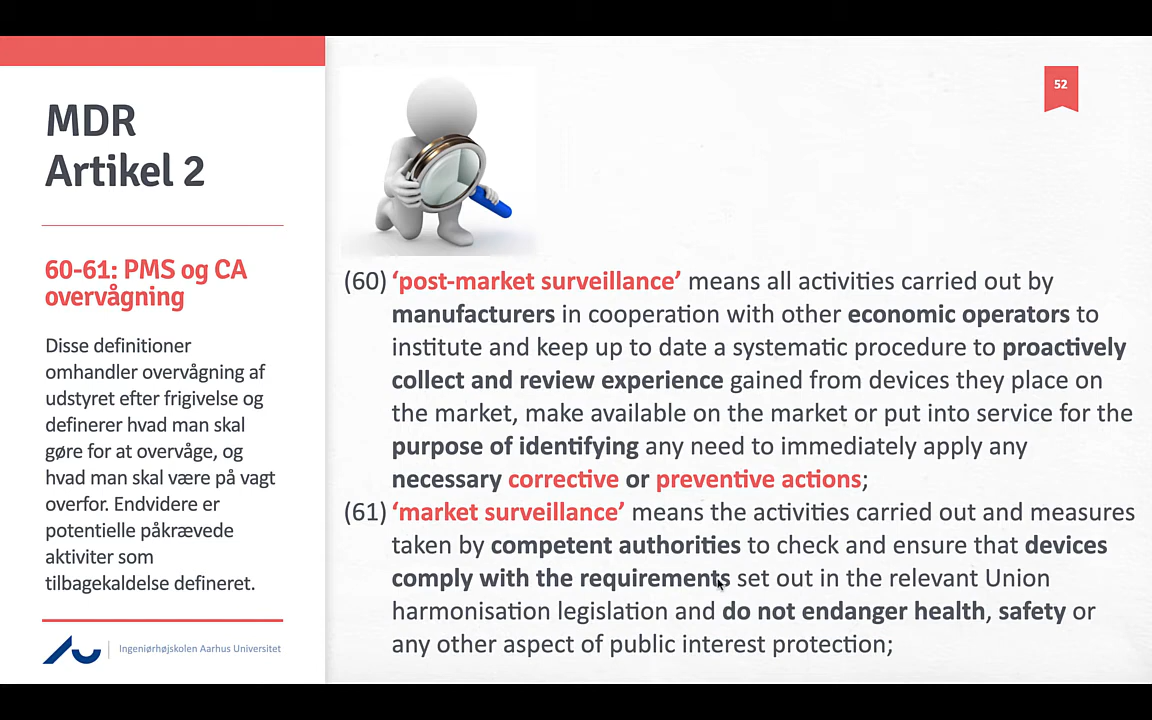 MDR
Artikel 2
60-61: PMS og CA
overvågning
Disse definitioner
omhandler overvågning af
udstyret efter frigivelse og
definerer hvad man skal
gøre for at overvåge, og
hvad man skal være på vagt
overfor. Endvidere er
potentielle påkrævede
aktiviter som
tilbagekaldelse defineret.
Ingeniørhøjskolen Aarhus Universitet
52
(60) ‘post-market surveillance’ means all activities carried out by
manufacturers in cooperation with other economic operators to
institute and keep up to date a systematic procedure to proactively
collect and review experience gained from devices they place on
the market, make available on the market or put into service for the
purpose of identifying any need to immediately apply any
necessary corrective or preventive actions;
(61) ‘market surveillance’ means the activities carried out and measures
taken by competent authorities to check and ensure that devices
comply with the requirements set out in the relevant Union
harmonisation legislation and do not endanger health, safety or
any other aspect of public interest protection;